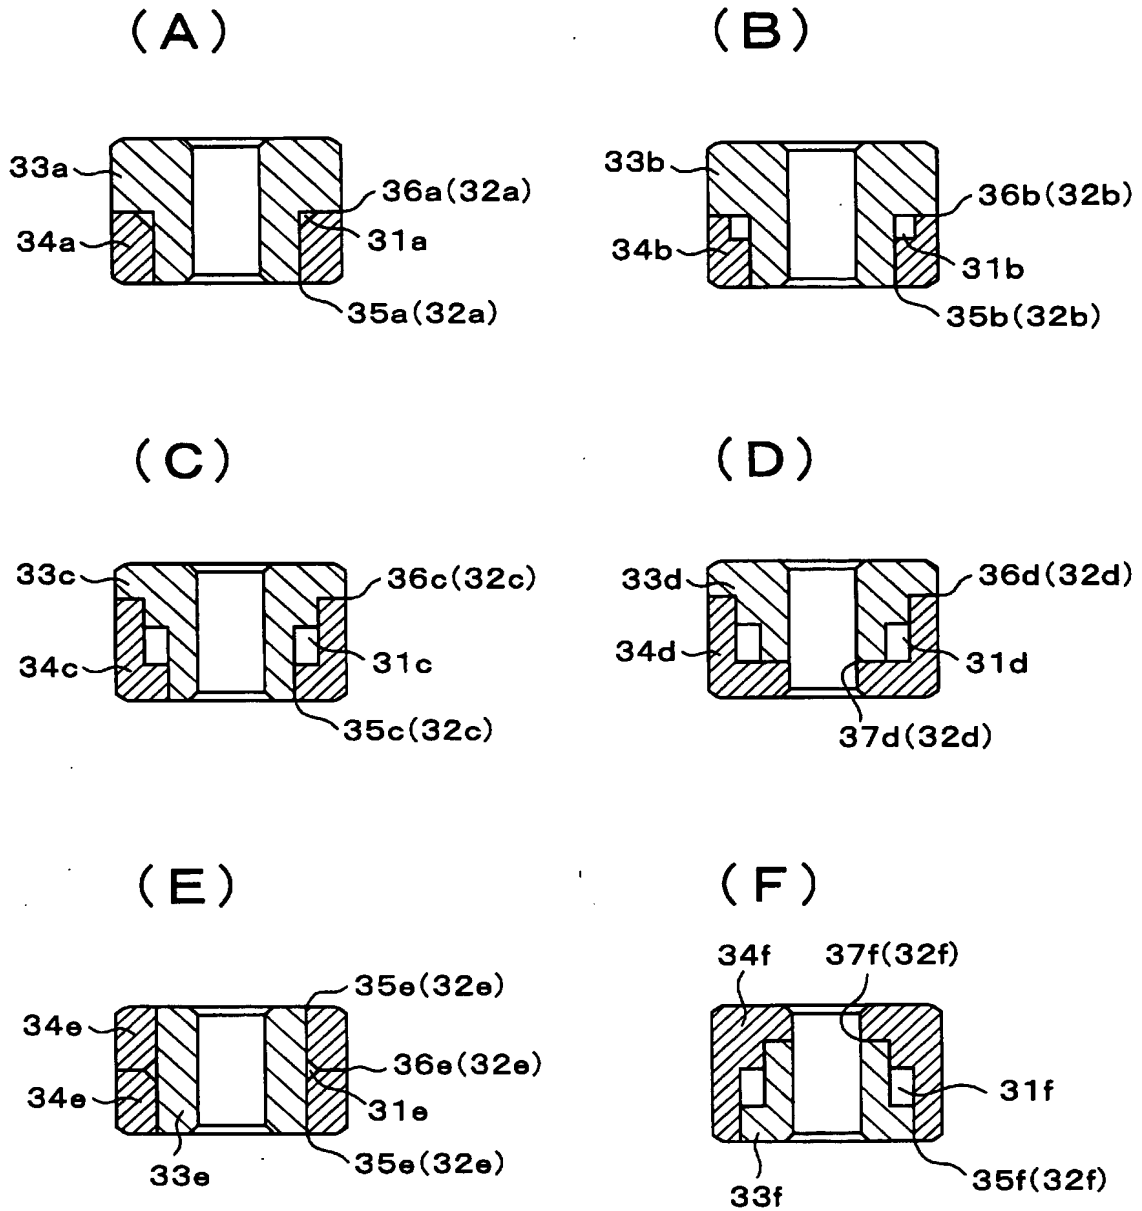 (A)
33a
36a(32a)
34a
31a
35a(32a)
(B)
33b
36b(32b)
34b
31b
35b(32b)
(C)
33c
36c(32c)
34c
31c
35c(32c)
(D)
33d
36d(32d)
34d
31d
37d(32d)
(E)
35e(32e)
34e
36e(32e)
34e
31e
33e
35e(32e)
(F)
34f
37f(32f)
31f
33f
35f(32f)